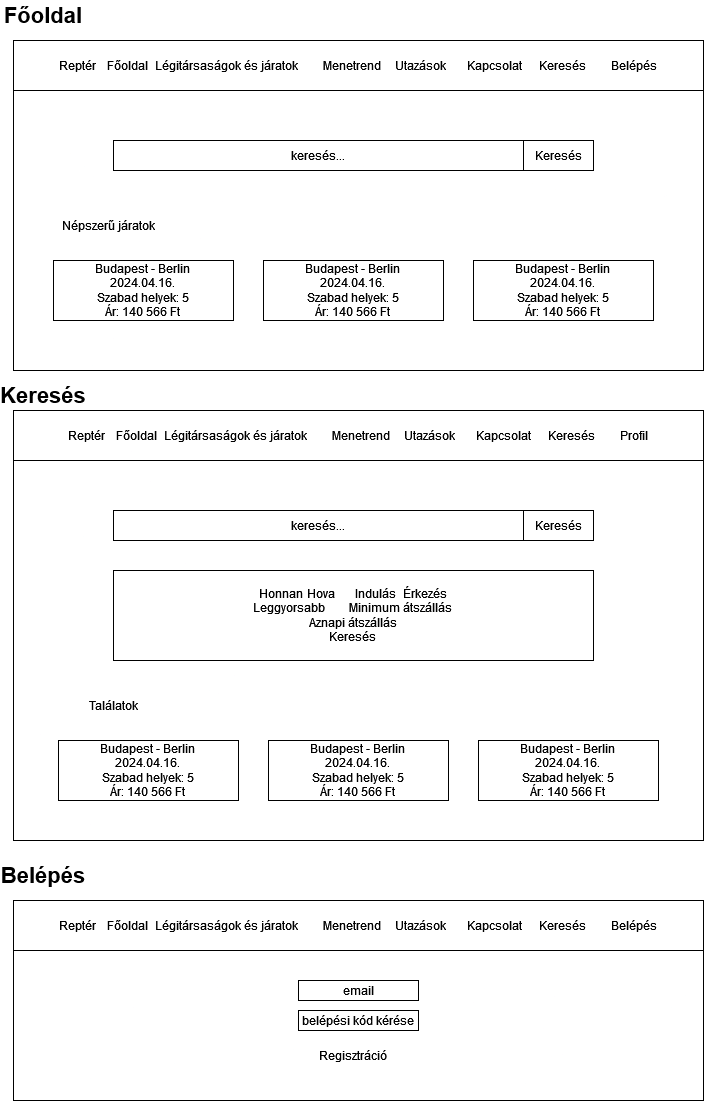 Főoldal
Reptér Főoldal Légitársaságok és járatok Menetrend Utazások Kapcsolat Keresés Belépés
keresés... Keresés
Népszerű járatok
Budapest - Berlin
2024.04.16.
Szabad helyek: 5
Ár: 140 566 Ft
Budapest - Berlin
2024.04.16.
Szabad helyek: 5
Ár: 140 566 Ft
Budapest - Berlin
2024.04.16.
Szabad helyek: 5
Ár: 140 566 Ft
Keresés
Reptér Főoldal Légitársaságok és járatok Menetrend Utazások Kapcsolat Keresés Profil
keresés... Keresés
Honnan Hova Indulás Érkezés
Leggyorsabb Minimum átszállás
Aznapi átszállás
Keresés
Találatok
Budapest - Berlin
2024.04.16.
Szabad helyek: 5
Ár: 140 566 Ft
Budapest - Berlin
2024.04.16.
Szabad helyek: 5
Ár: 140 566 Ft
Budapest - Berlin
2024.04.16.
Szabad helyek: 5
Ár: 140 566 Ft
Belépés
Reptér Főoldal Légitársaságok és járatok Menetrend Utazások Kapcsolat Keresés Belépés
email
belépési kód kérése
Regisztráció